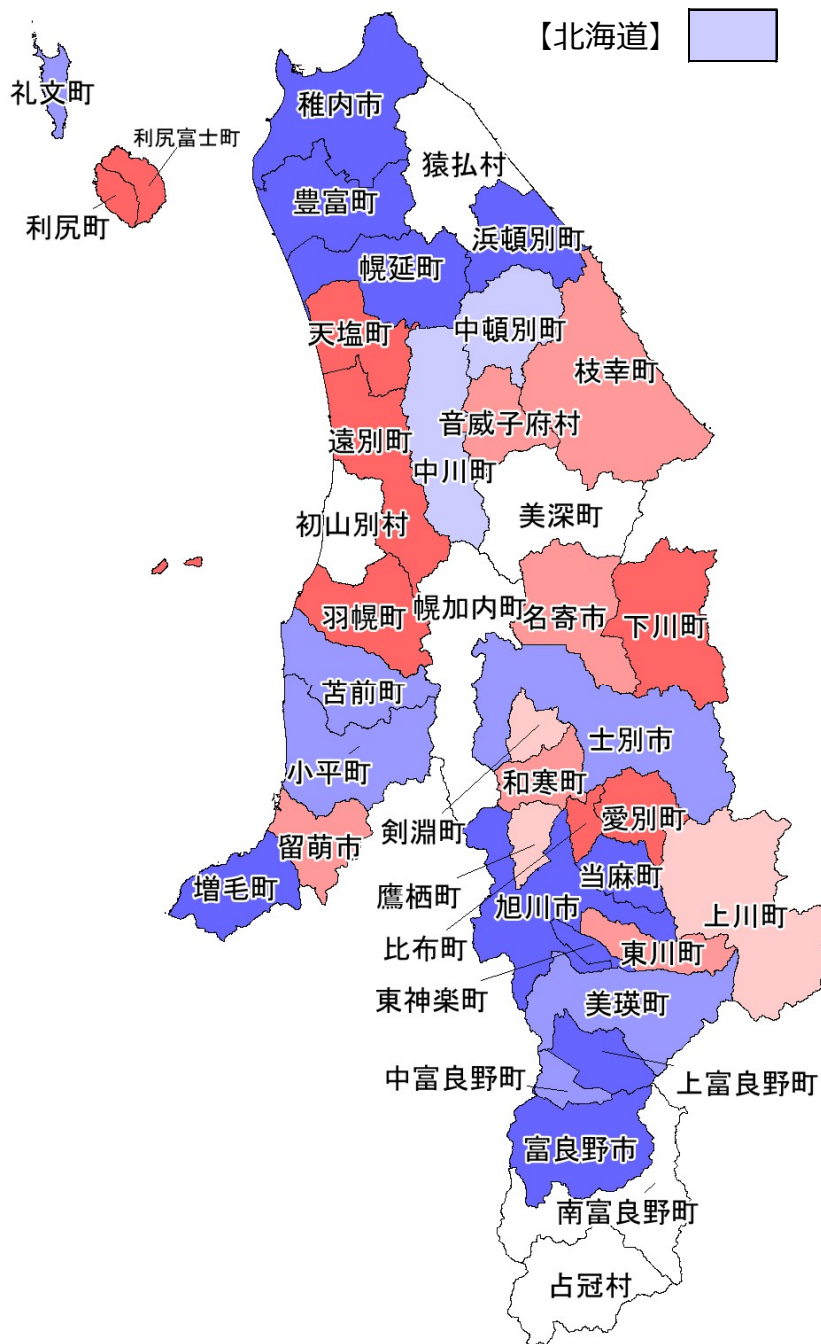 【北海道】
礼文町
稚内市
利尻富士町
猿払村
豊富町
利尻町
浜頓別町
幌延町
天塩町
中頓別町
枝幸町
音威子府村
遠別町
中川町
初山別村
美深町
幌加内町
羽幌町
名寄市
下川町
苫前町
士別市
小平町
和寒町
愛別町
剣淵町
留萌市
当麻町
増毛町
鷹栖町
旭川市
上川町
比布町
東川町
東神楽町
美瑛町
中富良野町
上富良野町
富良野市
南富良野町
占冠村